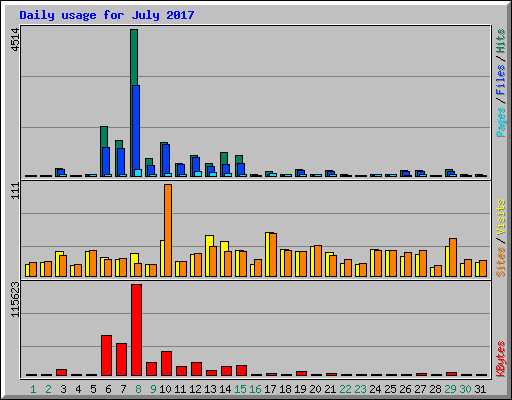 Daily usage for July 2017
4514
Pages / Files / Hits
111
Sites / Visits
115623
KBytes
1 2 3 4 5 6 7 8 9 10 11 12 13 14 15 16 17 18 19 20 21 22 23 24 25 26 27 28 29 30 31